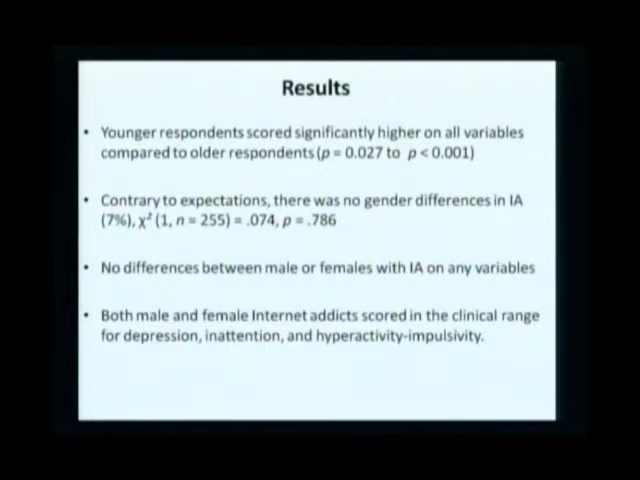 Results
• Younger respondents scored significantly higher on all variables
compared to older respondents (p = 0.027 to p < 0.001)
• Contrary to expectations, there was no gender differences in IA
(7%), χ² (1, n = 255) = .074, p = .786
• No differences between male or females with IA on any variables
• Both male and female Internet addicts scored in the clinical range
for depression, inattention, and hyperactivity-impulsivity.